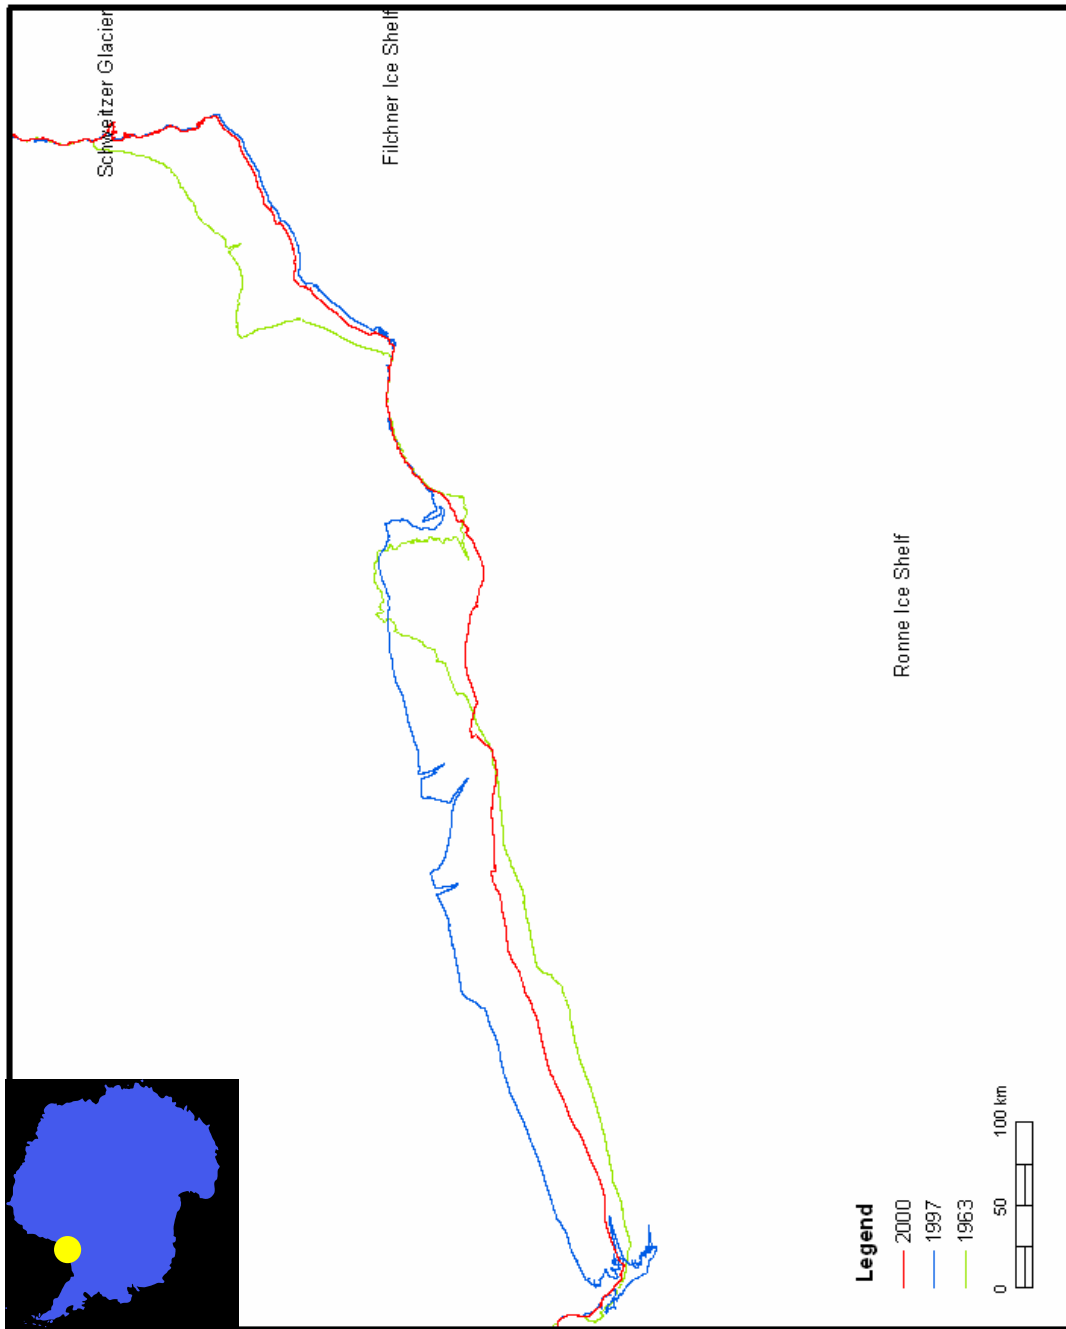 Schweitzer Glacier
Filchner Ice Shelf
Ronne Ice Shelf
Legend
2000
1997
1963
0 50 100 km